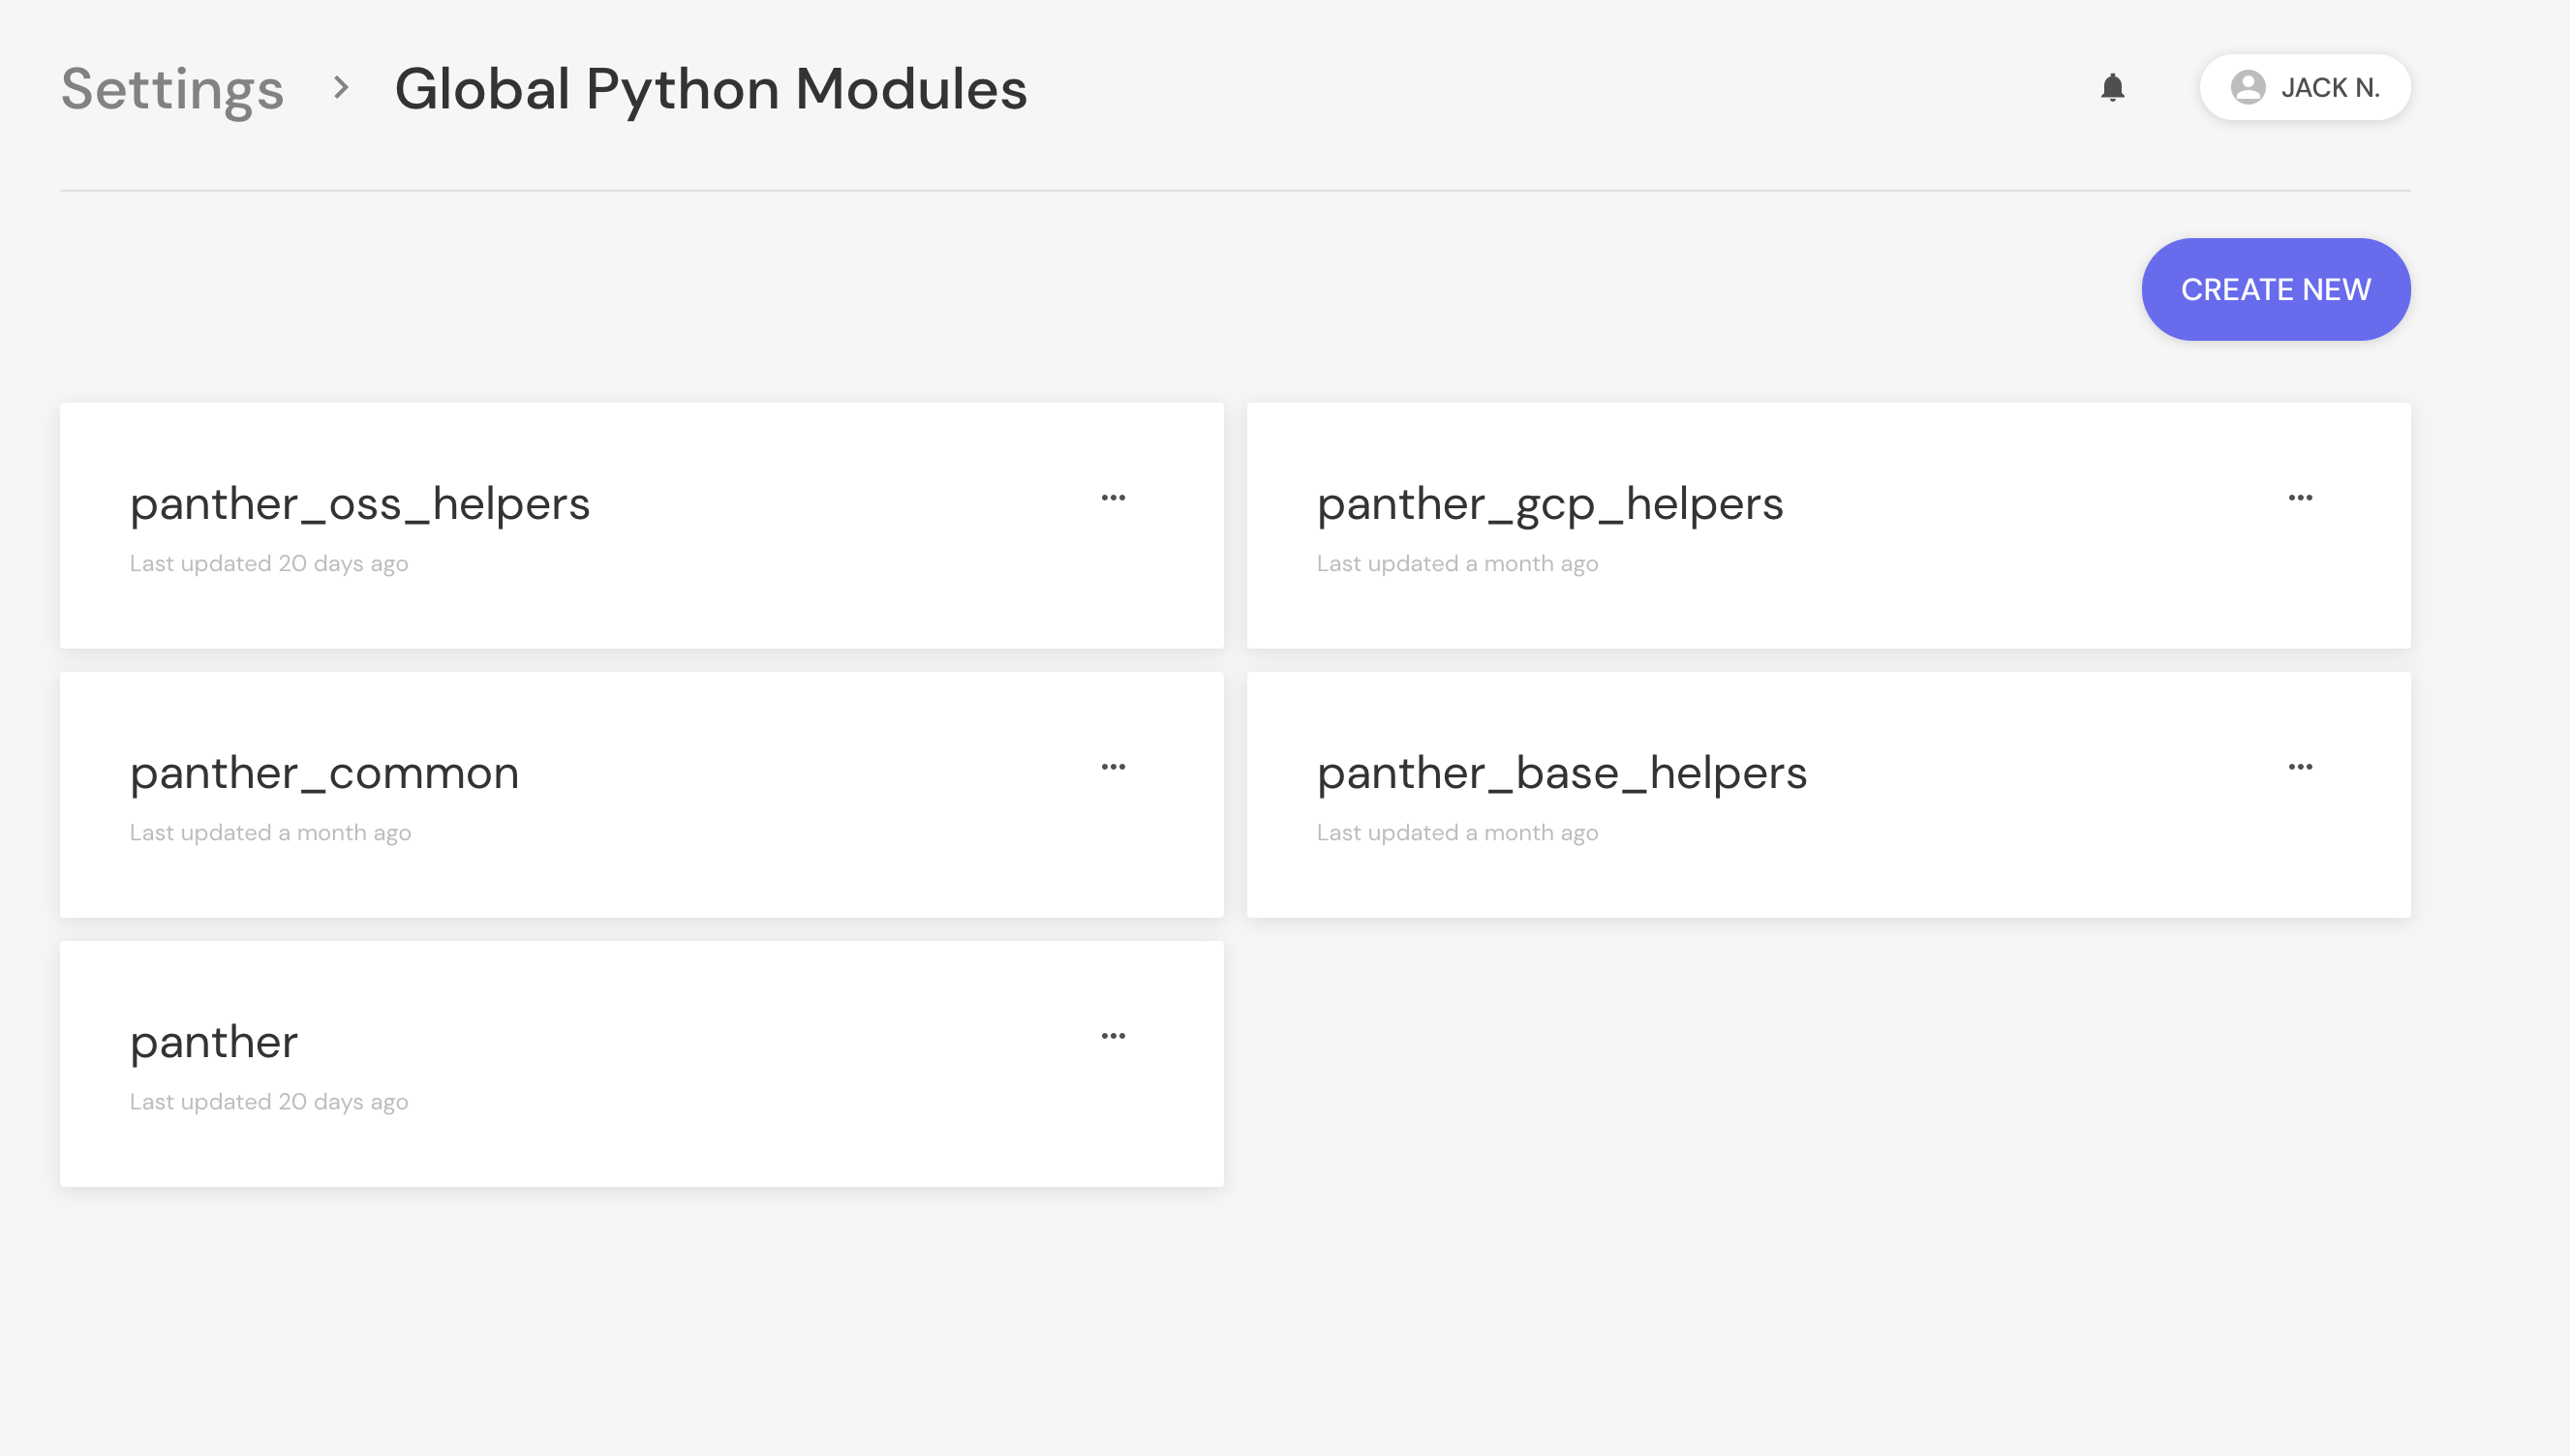 Settings > Global Python Modules
JACK N.
CREATE NEW
panther_oss_helpers
Last updated 20 days ago
panther_gcp_helpers
Last updated a month ago
panther_common
Last updated a month ago
panther_base_helpers
Last updated a month ago
panther
Last updated 20 days ago